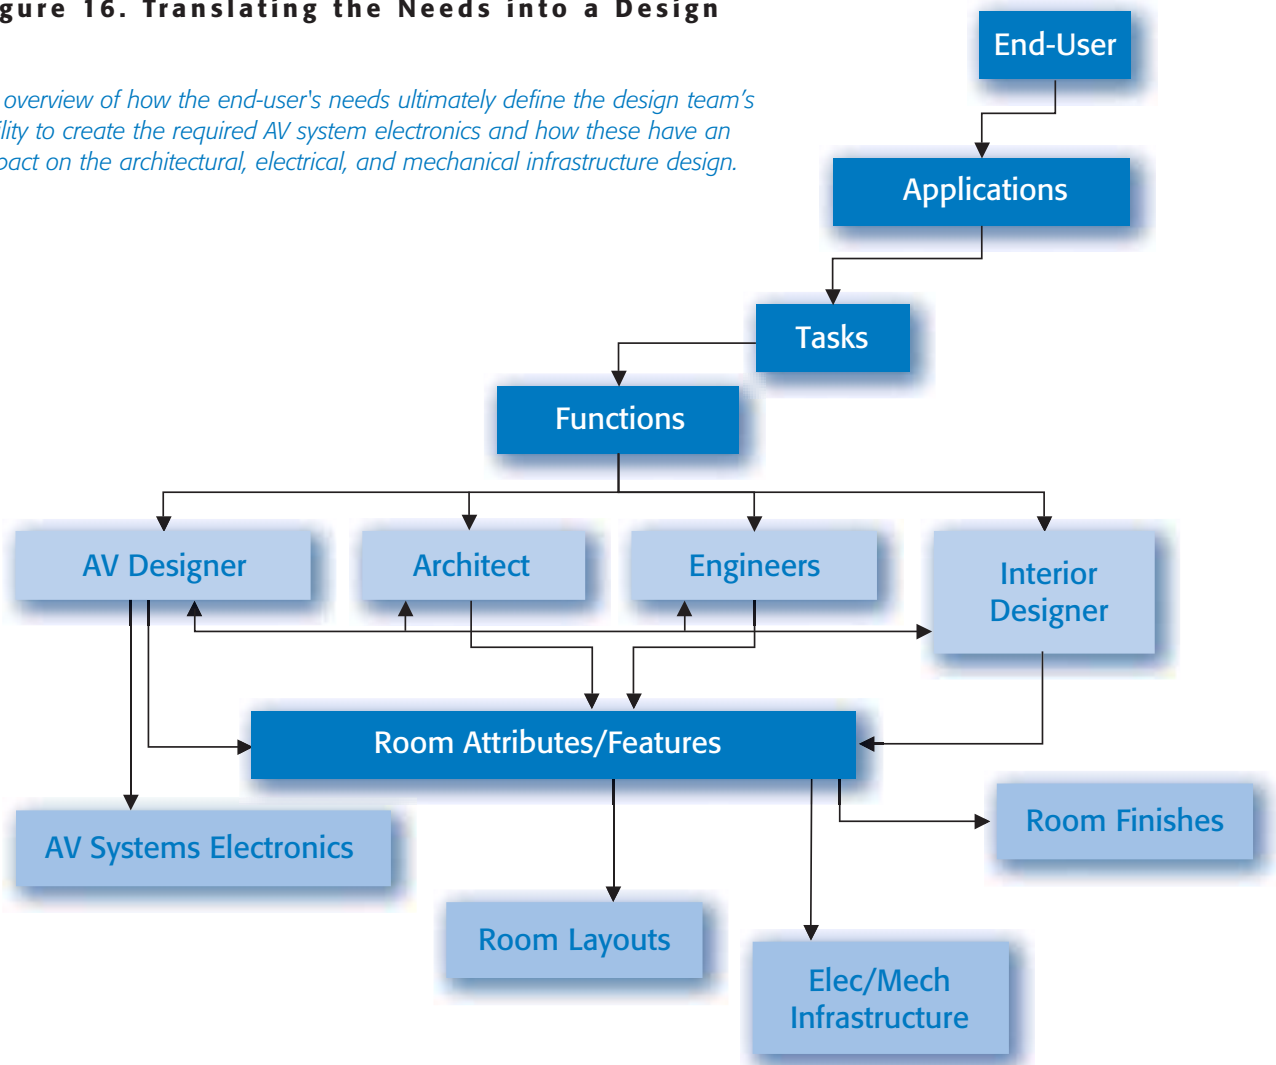 gure 16. Translating the Needs into a Design
overview of how the end-user's needs ultimately define the design team's
ility to create the required AV system electronics and how these have an
pact on the architectural, electrical, and mechanical infrastructure design.
End-User
Applications
Tasks
Functions
AV Designer
Architect
Engineers
Interior
Designer
Room Attributes/Features
AV Systems Electronics
Room Finishes
Room Layouts
Elec/Mech
Infrastructure